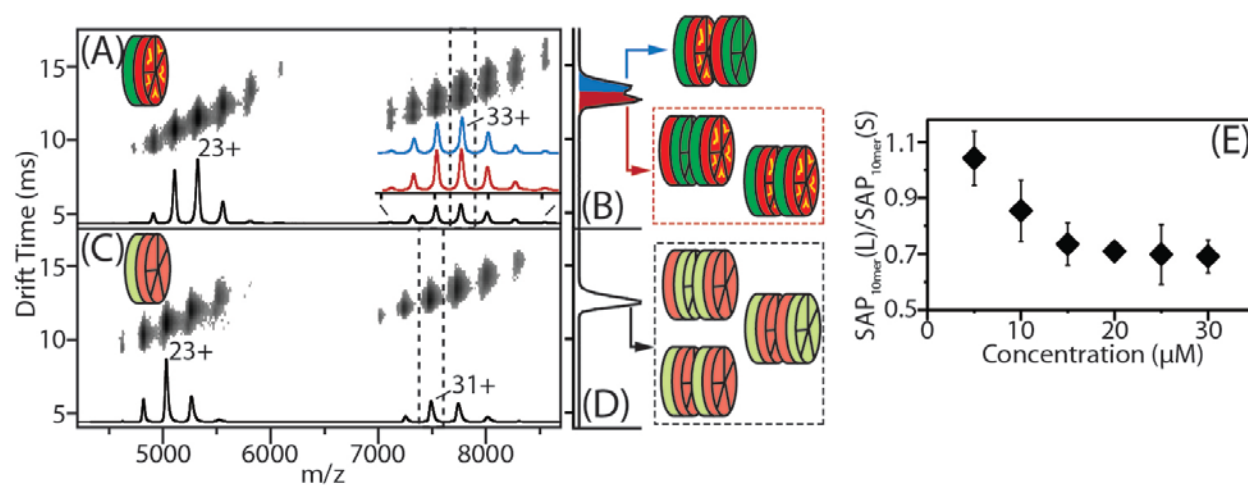 (A)
15
10
5
23+
33+
(B)
(C)
15
10
5
23+
31+
(D)
Drift Time (ms)
5000 6000 7000 8000
m/z
(E)
SAP10mer(L)/SAP10mer(S)
1.1
0.9
0.7
0.5
0 10 20 30
Concentration (µM)